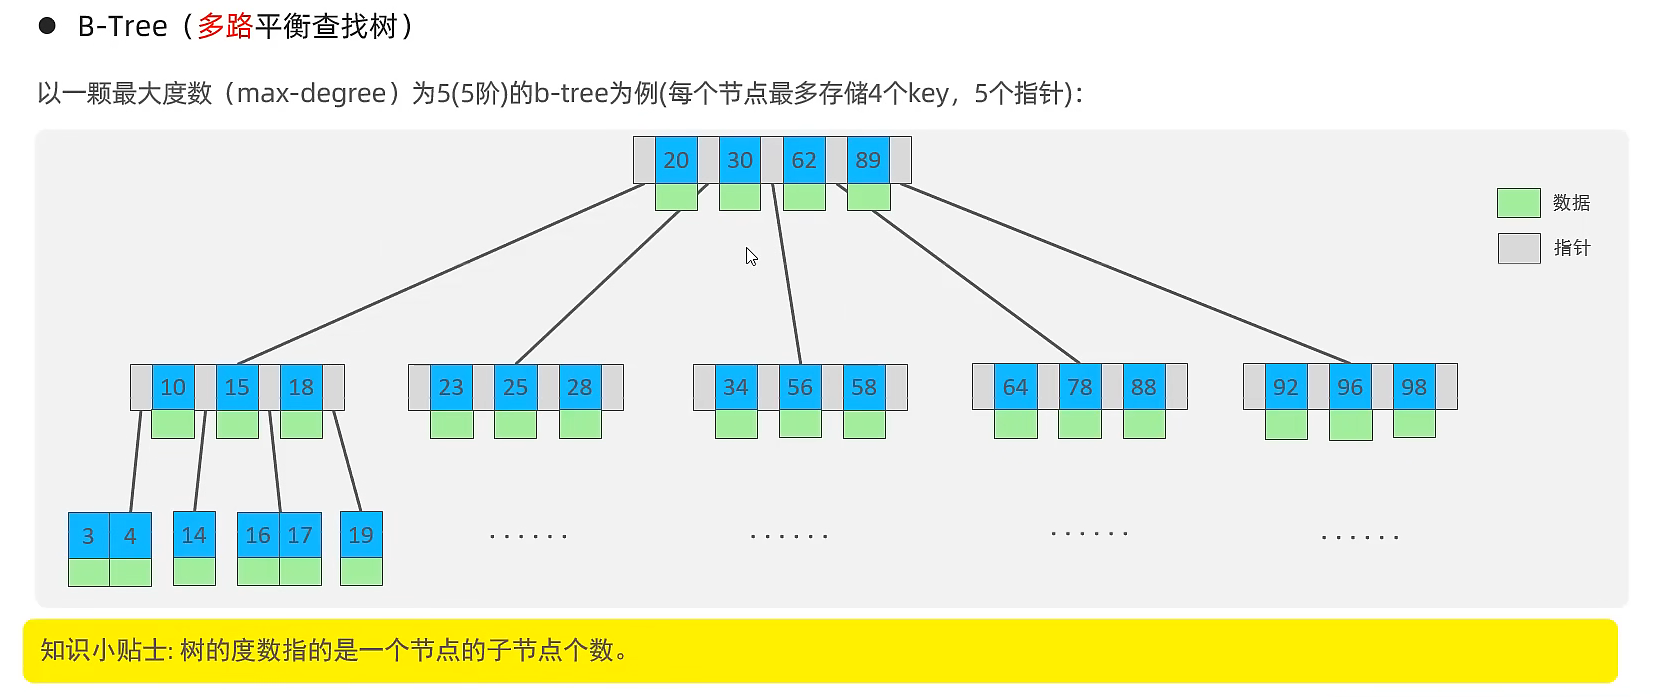 ● B-Tree（多路平衡查找树）
以一颗最大度数（max-degree）为5(5阶)的b-tree为例(每个节点最多存储4个key，5个指针)：
20 30 62 89
数据
指针
10 15 18 23 25 28 34 56 58 64 78 88 92 96 98
3 4 14 16 17 19 ······ ······ ······ ······
知识小贴士: 树的度数指的是一个节点的子节点个数。